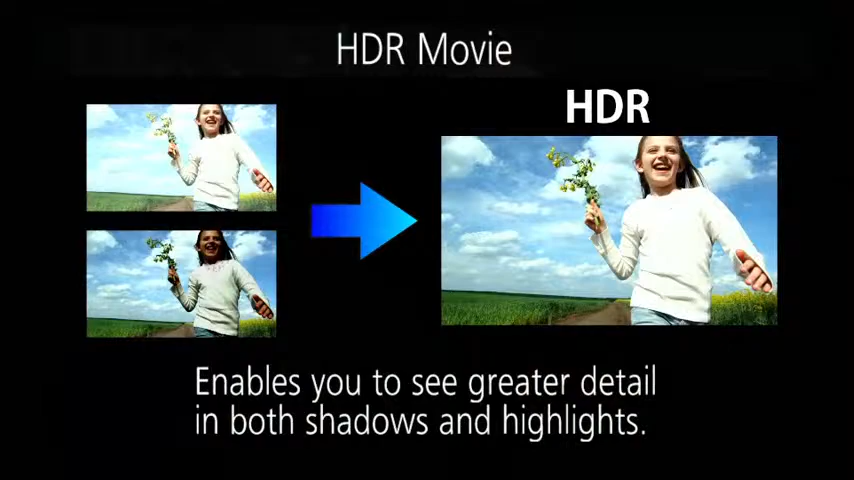 HDR Movie
HDR
Enables you to see greater detail
in both shadows and highlights.